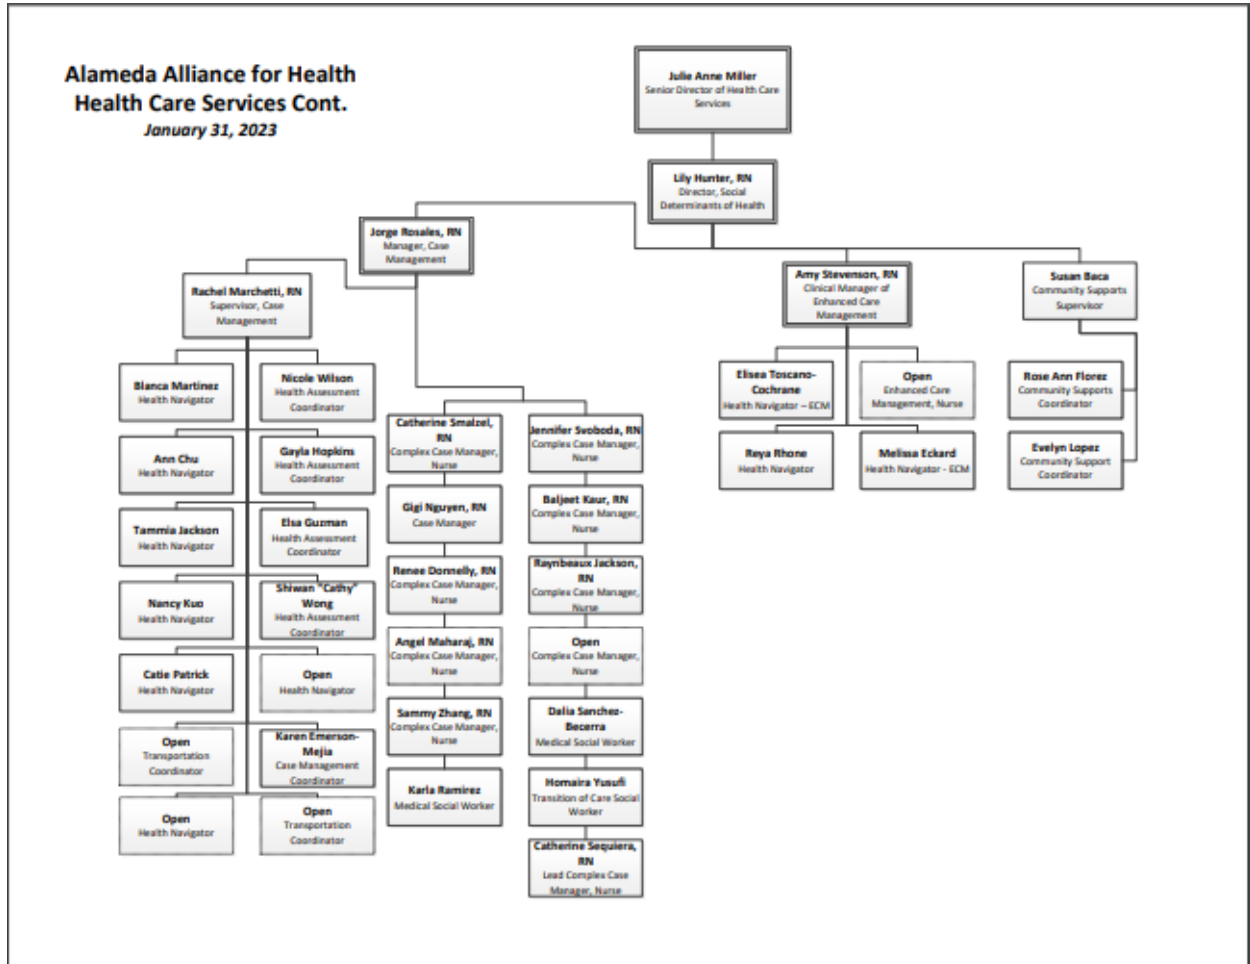 Alameda Alliance for Health
Health Care Services Cont.
January 31, 2023
Julie Anne Miller
Senior Director of Health Care
Services
Lily Hunter, RN
Director, Social
Determinants of Health
Jorge Rosales, RN
Manager, Case
Management
Rachel Marchetti, RN
Supervisor, Case
Management
Amy Stevenson, RN
Clinical Manager of
Enhanced Care
Management
Susan Baca
Community Supports
Supervisor
Blanca Martinez
Health Navigator
Nicole Wilson
Health Assessment
Coordinator
Ann Chu
Health Navigator
Gayla Hopkins
Health Assessment
Coordinator
Tammia Jackson
Health Navigator
Elsa Guzman
Health Assessment
Coordinator
Nancy Kuo
Health Navigator
Shiwan "Cathy"
Wong
Health Assessment
Coordinator
Catie Patrick
Health Navigator
Open
Health Navigator
Open
Transportation
Coordinator
Karen Emerson-
Mejia
Case Management
Coordinator
Open
Health Navigator
Open
Transportation
Coordinator
Catherine Smalzel,
RN
Complex Case Manager,
Nurse
Gigi Nguyen, RN
Case Manager
Renee Donnelly, RN
Complex Case Manager,
Nurse
Angel Maharaj, RN
Complex Case Manager,
Nurse
Sammy Zhang, RN
Complex Case Manager,
Nurse
Karla Ramirez
Medical Social Worker
Jennifer Svoboda, RN
Complex Case Manager,
Nurse
Baljeet Kaur, RN
Complex Case Manager,
Nurse
Raynbeaux Jackson,
RN
Complex Case Manager,
Nurse
Open
Complex Case Manager,
Nurse
Dalia Sanchez-
Becerra
Medical Social Worker
Homaira Yusufi
Transition of Care Social
Worker
Catherine Sequiera,
RN
Lead Complex Case
Manager, Nurse
Elisea Toscano-
Cochrane
Health Navigator – ECM
Open
Enhanced Care
Management, Nurse
Reya Rhone
Health Navigator
Melissa Eckard
Health Navigator - ECM
Rose Ann Florez
Community Supports
Coordinator
Evelyn Lopez
Community Support
Coordinator